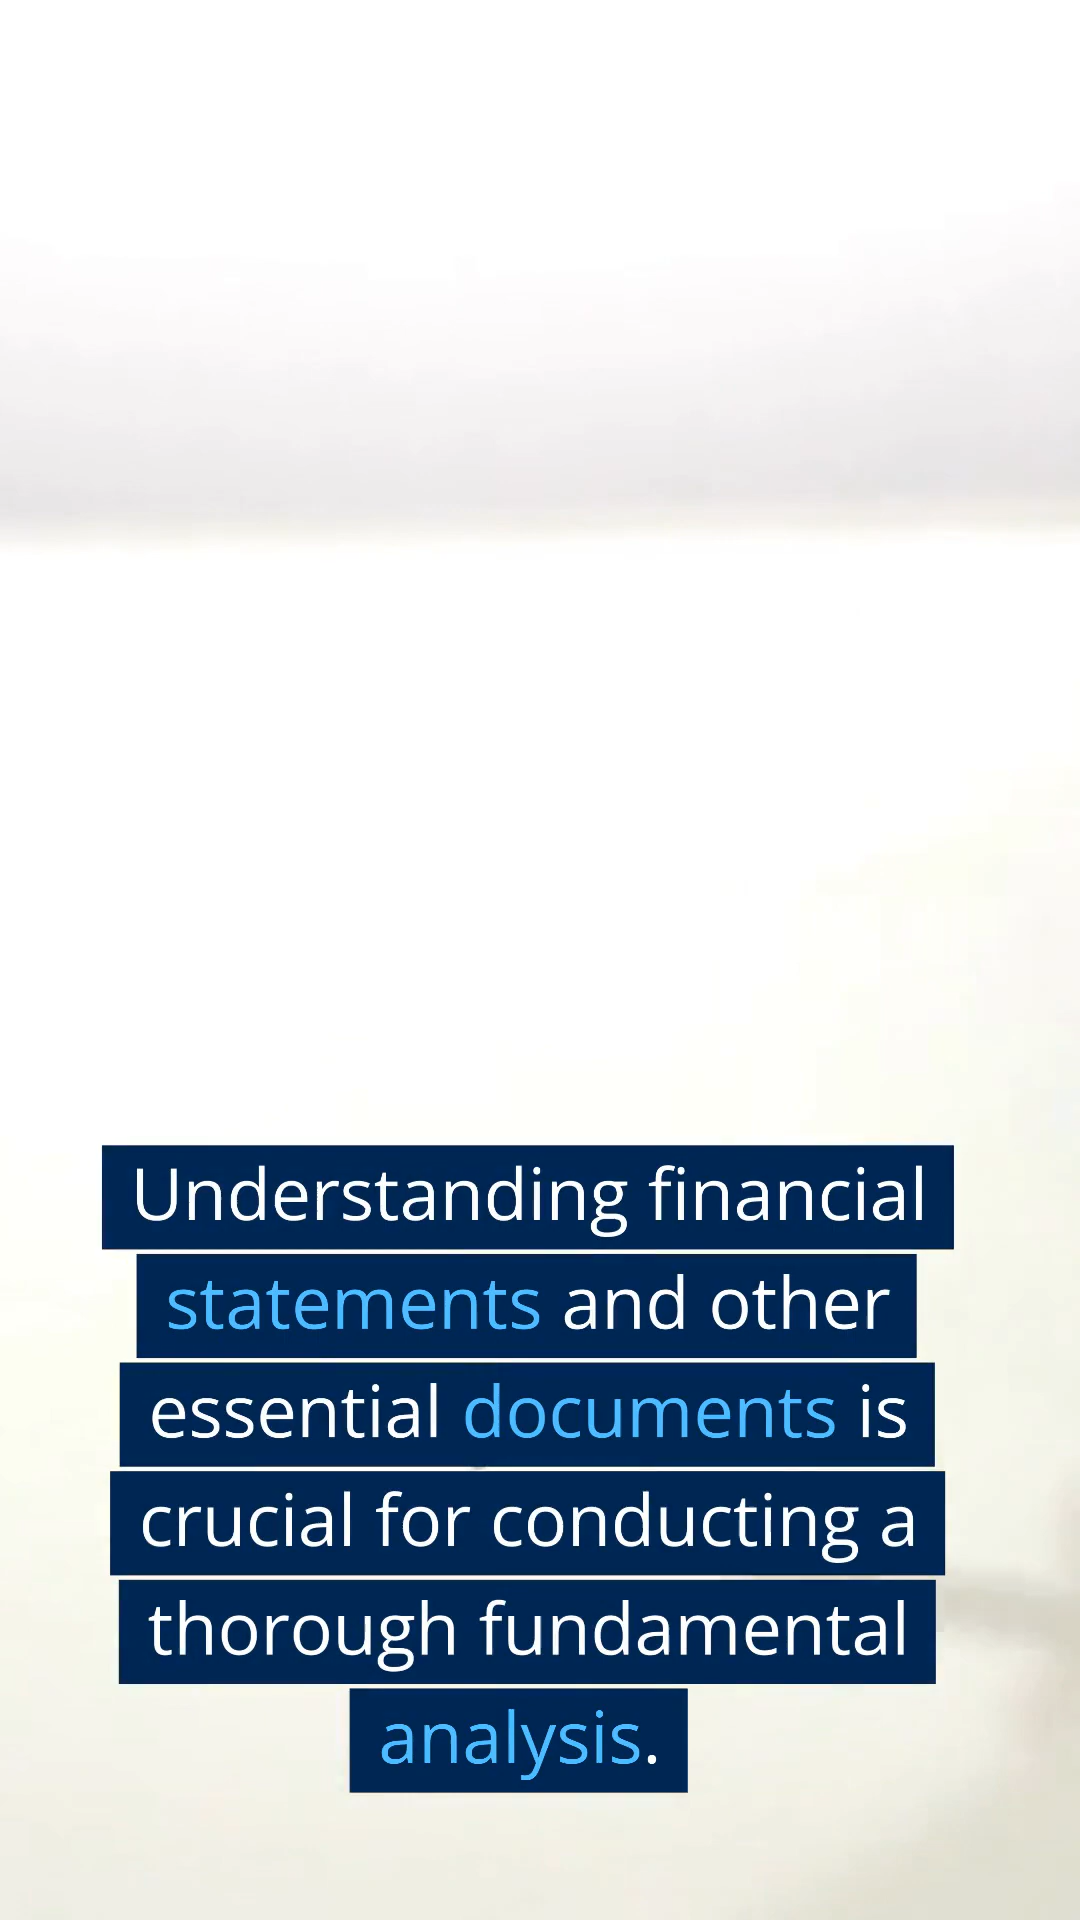 Understanding financial
statements and other
essential documents is
crucial for conducting a
thorough fundamental
analysis.